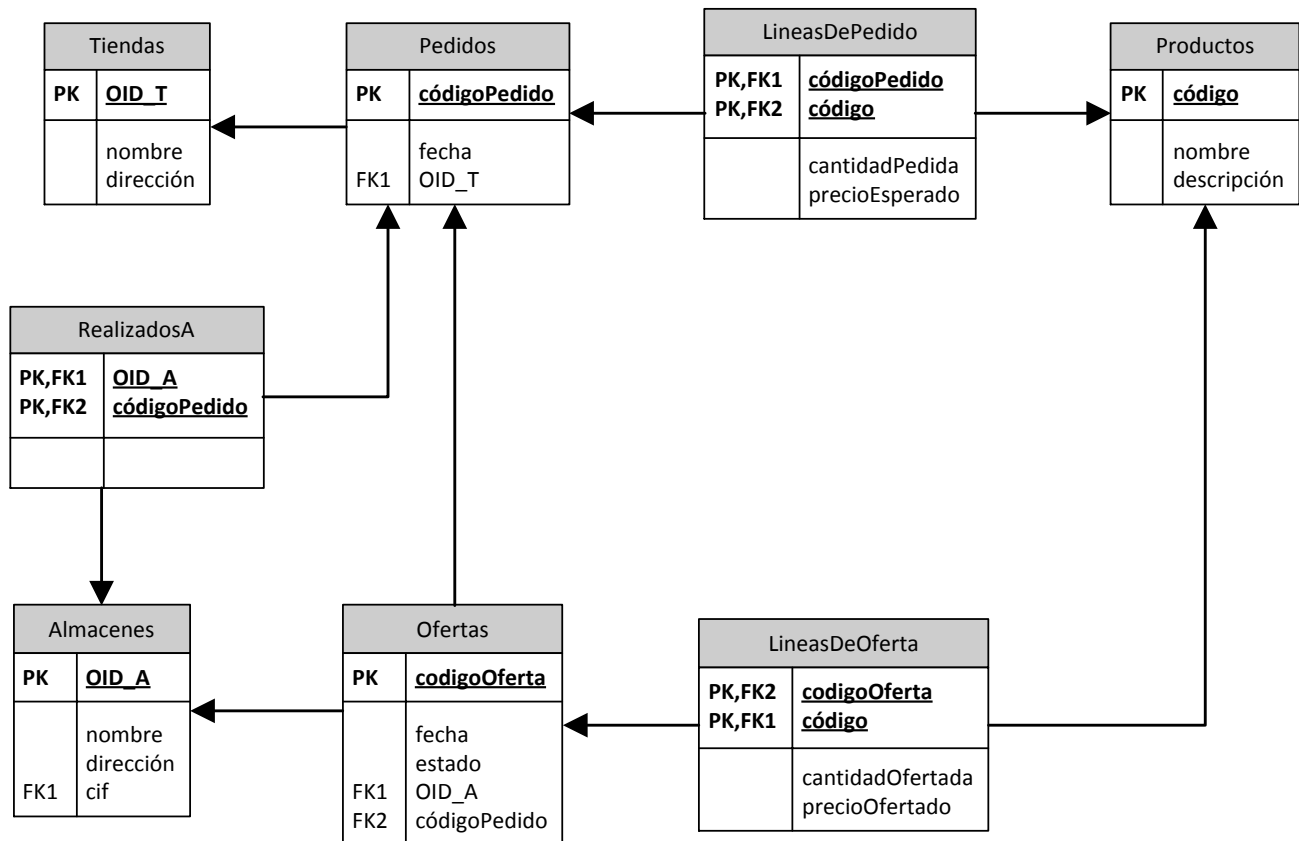 Tiendas
PK OID_T
nombre
dirección
Pedidos
PK códigoPedido
fecha
FK1 OID_T
LineasDePedido
PK,FK1 códigoPedido
PK,FK2 código
cantidadPedida
precioEsperado
Productos
PK código
nombre
descripción
RealizadosA
PK,FK1 OID_A
PK,FK2 códigoPedido
Almacenes
PK OID_A
nombre
dirección
FK1 cif
Ofertas
PK codigoOferta
fecha
estado
FK1 OID_A
FK2 códigoPedido
LineasDeOferta
PK,FK2 codigoOferta
PK,FK1 código
cantidadOfertada
precioOfertado